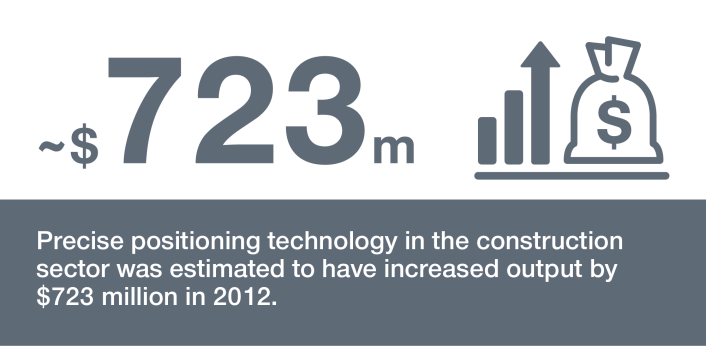 ~$723m
$
Precise positioning technology in the construction
sector was estimated to have increased output by
$723 million in 2012.